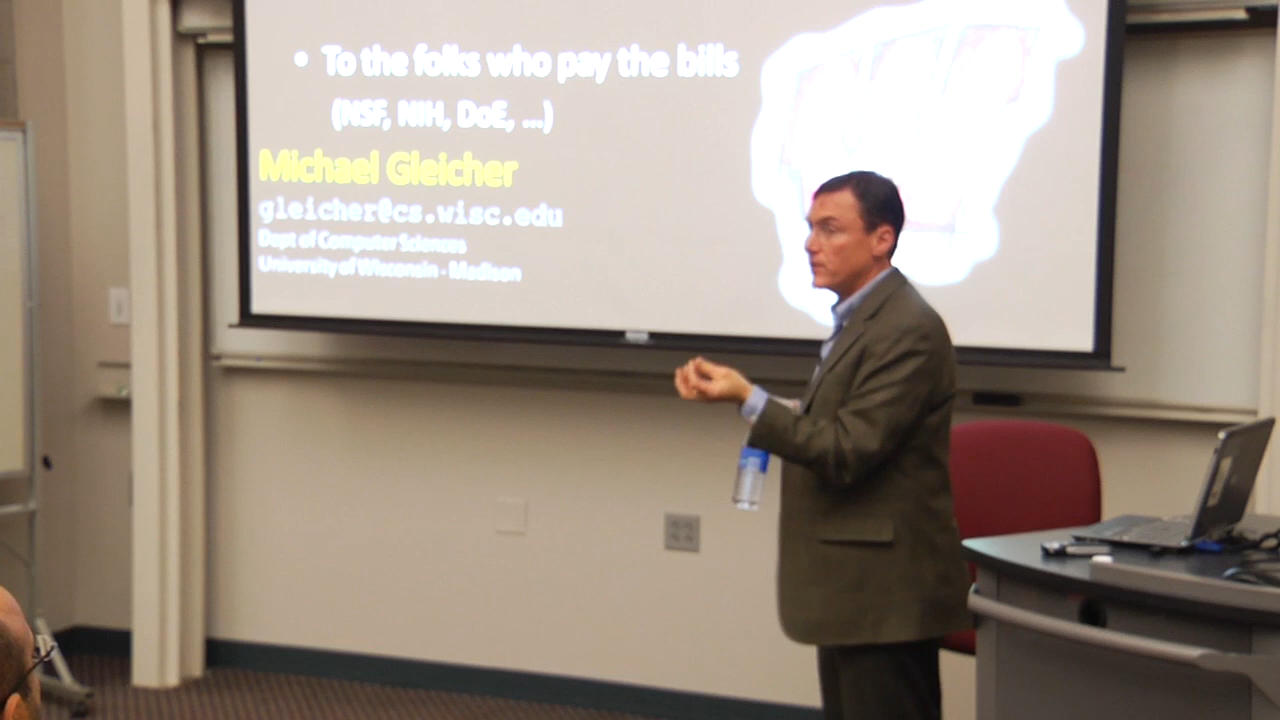 • To the folks who pay the bills
(NSF, NIH, DoE, ...)
Michael Gleicher
gleicher@cs.wisc.edu
Dept of Computer Sciences
University of Wisconsin - Madison